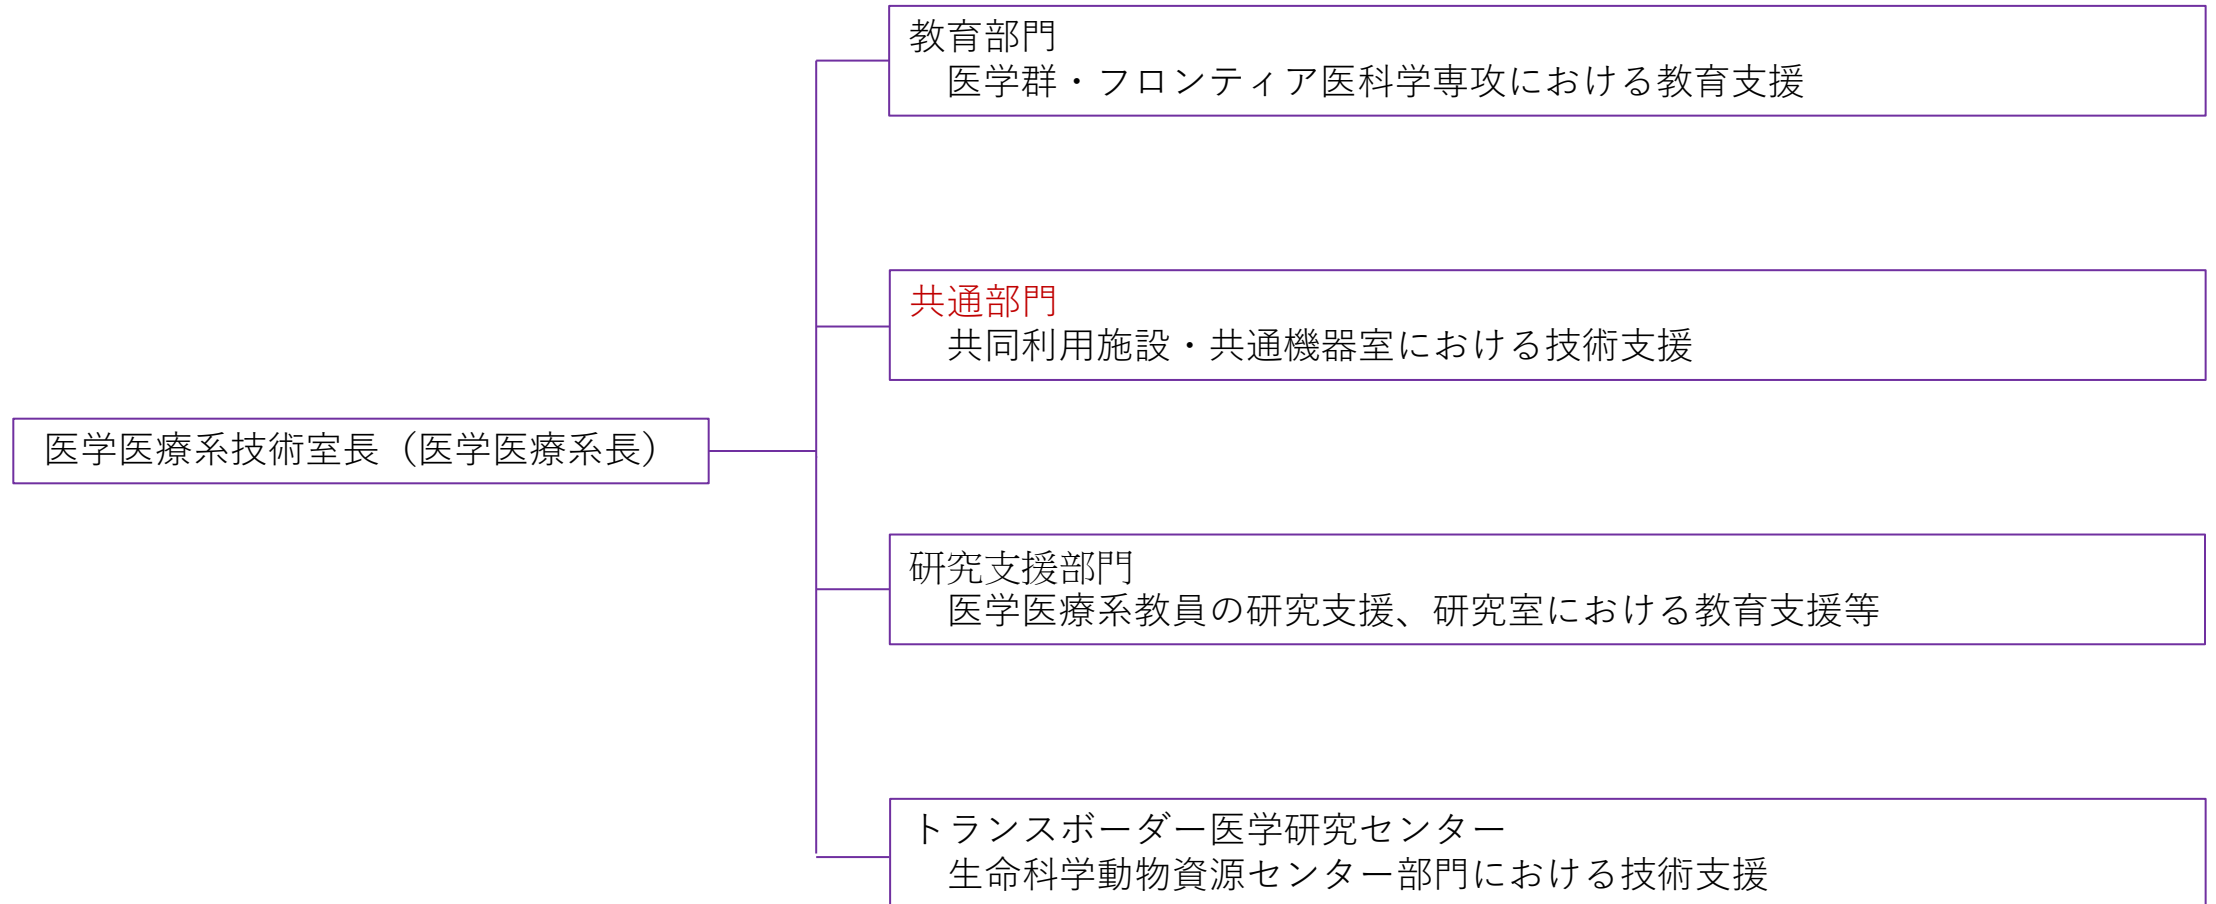 教育部門
医学群・フロンティア医科学専攻における教育支援
共通部門
共同利用施設・共通機器室における技術支援
医学医療系技術室長（医学医療系長）
研究支援部門
医学医療系教員の研究支援、研究室における教育支援等
トランスボーダー医学研究センター
生命科学動物資源センター部門における技術支援